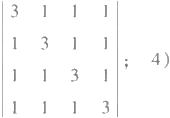 3 1 1 1
1 3 1 1
1 1 3 1 ; 4)
1 1 1 3